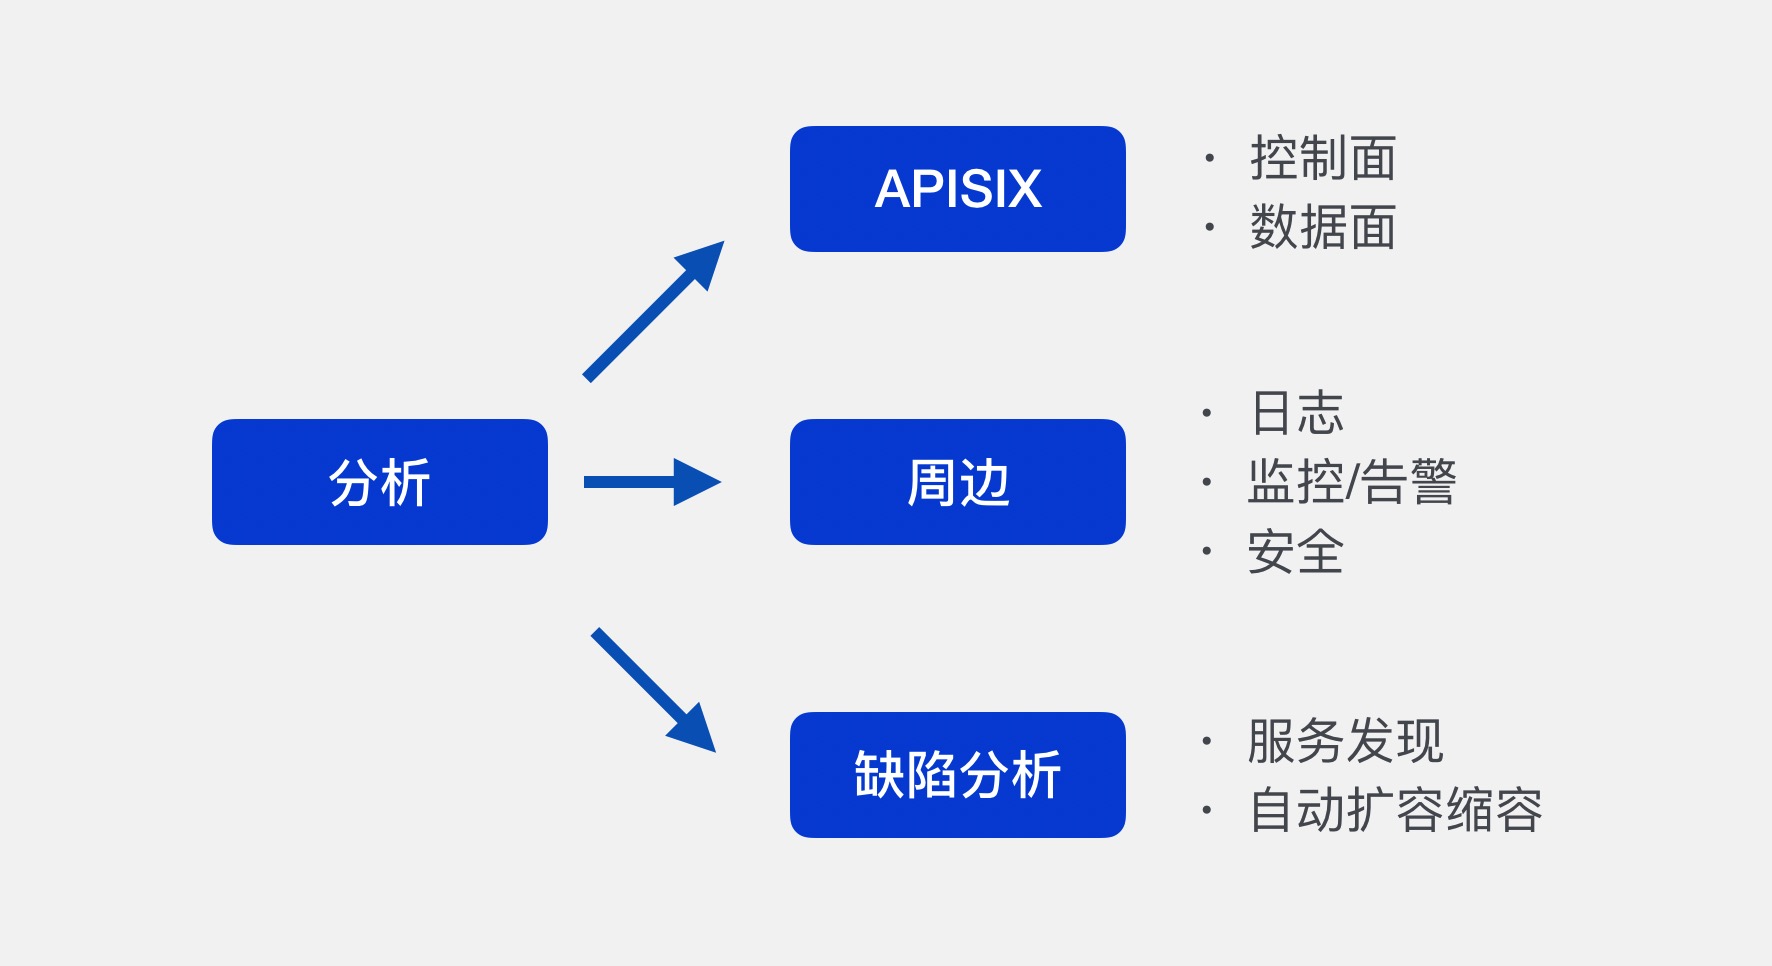 分析
APISIX
· 控制面
· 数据面
周边
· 日志
· 监控/告警
· 安全
缺陷分析
· 服务发现
· 自动扩容缩容